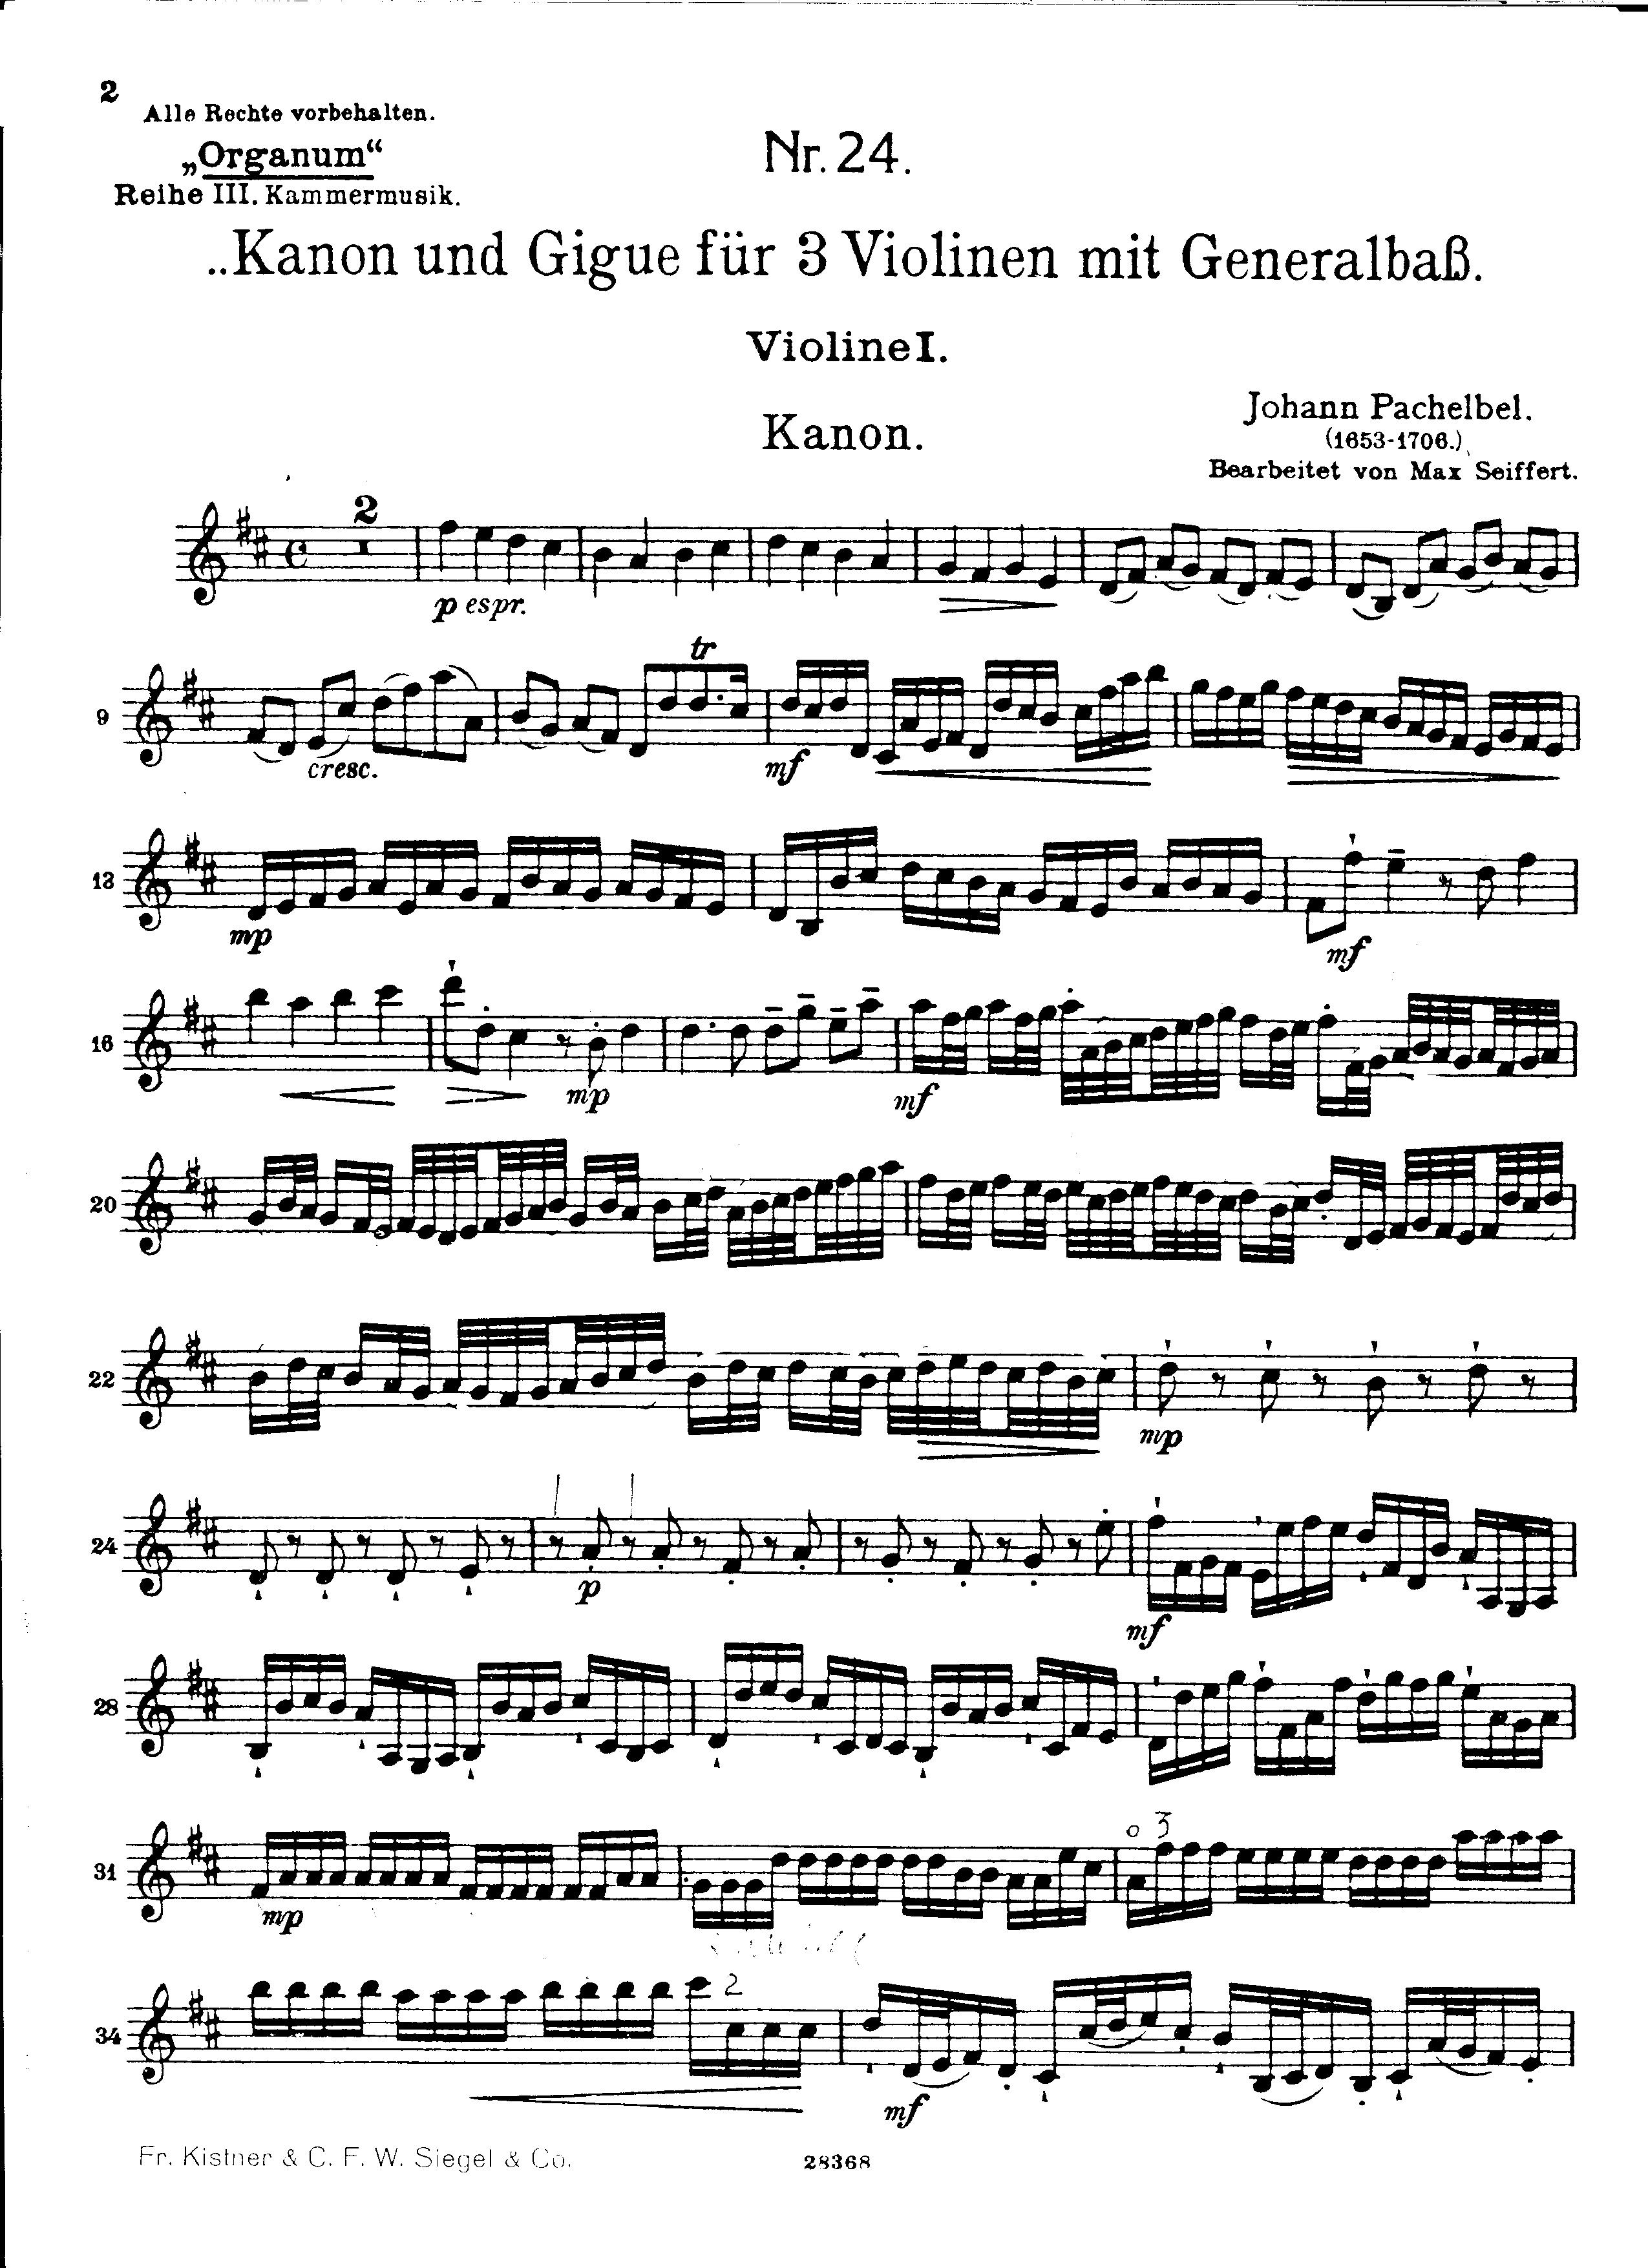 2
Alle Rechte vorbehalten.
„Organum“
Reihe III. Kammermusik.
Nr. 24.
..Kanon und Gigue für 3 Violinen mit Generalbaß.
Violine I.
Kanon.
Johann Pachelbel.
(1653-1706.)
Bearbeitet von Max Seiffert.
2
p espr.
tr
9
cresc.
mf
13
mp
mf
16
mp
mf
20
22
mp
24
p
mf
28
o 3
31
mp
2
34
mf
Fr. Kistner & C. F. W. Siegel & Co.
28368